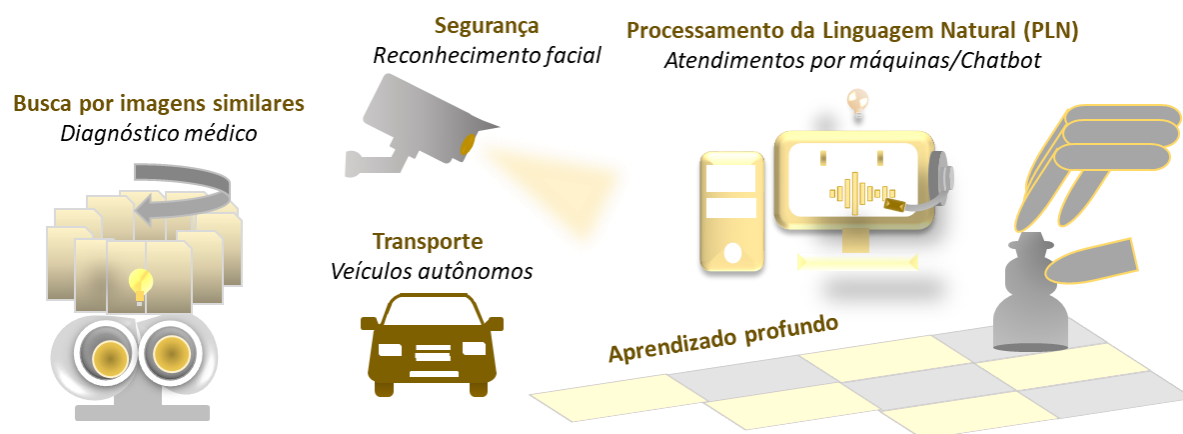 Busca por imagens similares
Diagnóstico médico
Segurança
Reconhecimento facial
Transporte
Veículos autônomos
Processamento da Linguagem Natural (PLN)
Atendimentos por máquinas/Chatbot
Aprendizado profundo